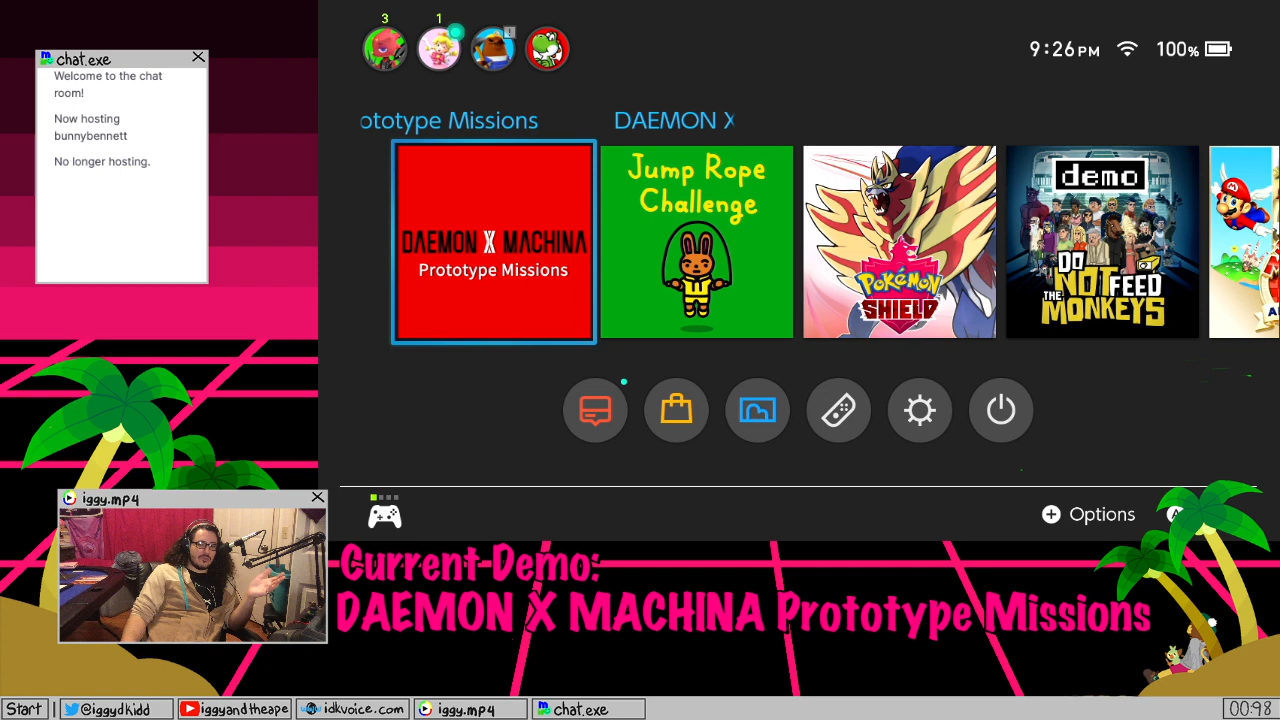 3
1
!
9:26 PM
100%
chat.exe
Welcome to the chat
room!
Now hosting
bunnybennett
No longer hosting.
ototype Missions
DAEMON X
DAEMON X MACHINA
Prototype Missions
Jump Rope
Challenge
POKéMON
SHIELD
demo
DO
NOT FEED
THE
MONKEYS
iggy.mp4
Options
Current Demo:
DAEMON X MACHINA Prototype Missions
Start
@iggydkidd
iggyandtheape
idkvoice.com
iggy.mp4
chat.exe
00:98